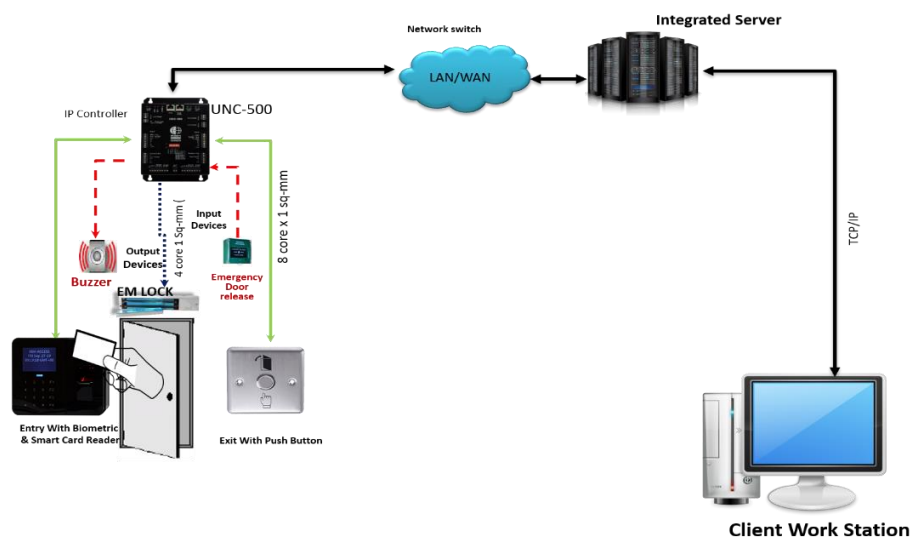 Integrated Server
Network switch
LAN/WAN
IP Controller
UNC-500
8 core x 1 sq-mm
4 core 1 Sq-mm (
Input
Devices
Output
Devices
Buzzer
Emergency
Door
release
EM LOCK
TCP/IP
Entry With Biometric
& Smart Card Reader
Exit With Push Button
Client Work Station